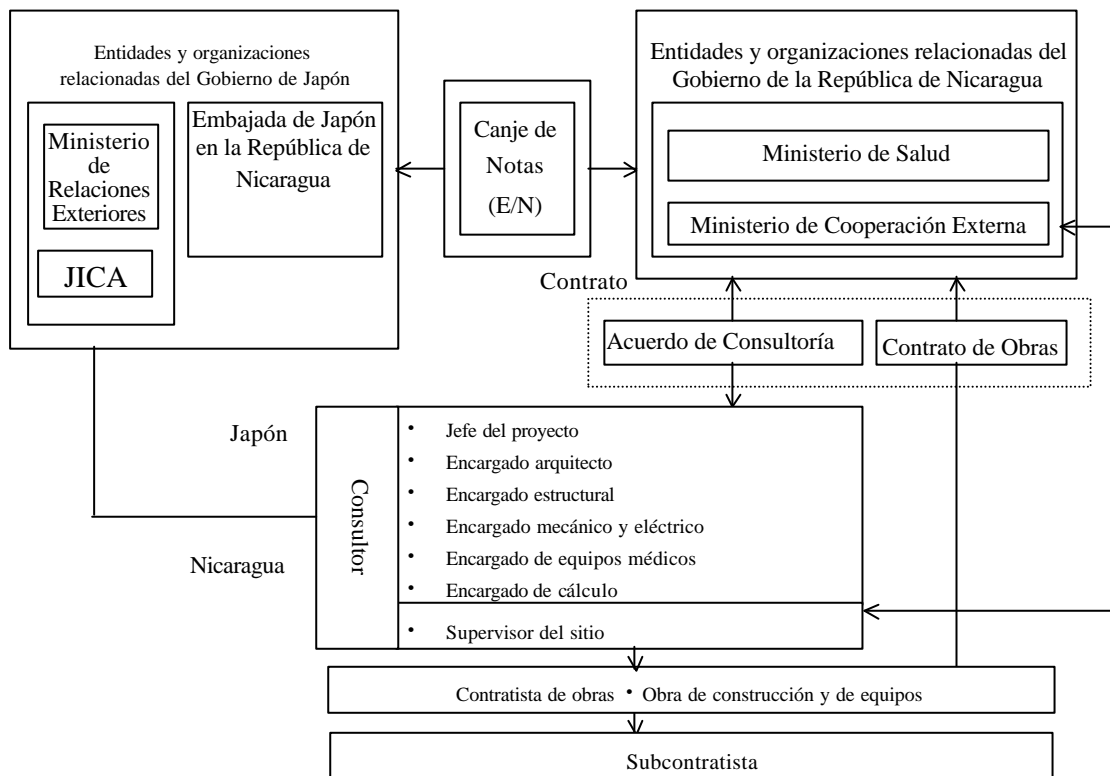 Entidades y organizaciones
relacionadas del Gobierno de Japón
Ministerio
de
Relaciones
Exteriores
JICA
Embajada de Japón
en la República de
Nicaragua
Canje de
Notas
(E/N)
Entidades y organizaciones relacionadas del
Gobierno de la República de Nicaragua
Ministerio de Salud
Ministerio de Cooperación Externa
Contrato
Acuerdo de Consultoría
Contrato de Obras
Japón
Nicaragua
Consultor
・ Jefe del proyecto
・ Encargado arquitecto
・ Encargado estructural
・ Encargado mecánico y eléctrico
・ Encargado de equipos médicos
・ Encargado de cálculo
・ Supervisor del sitio
Contratista de obras ・ Obra de construcción y de equipos
Subcontratista